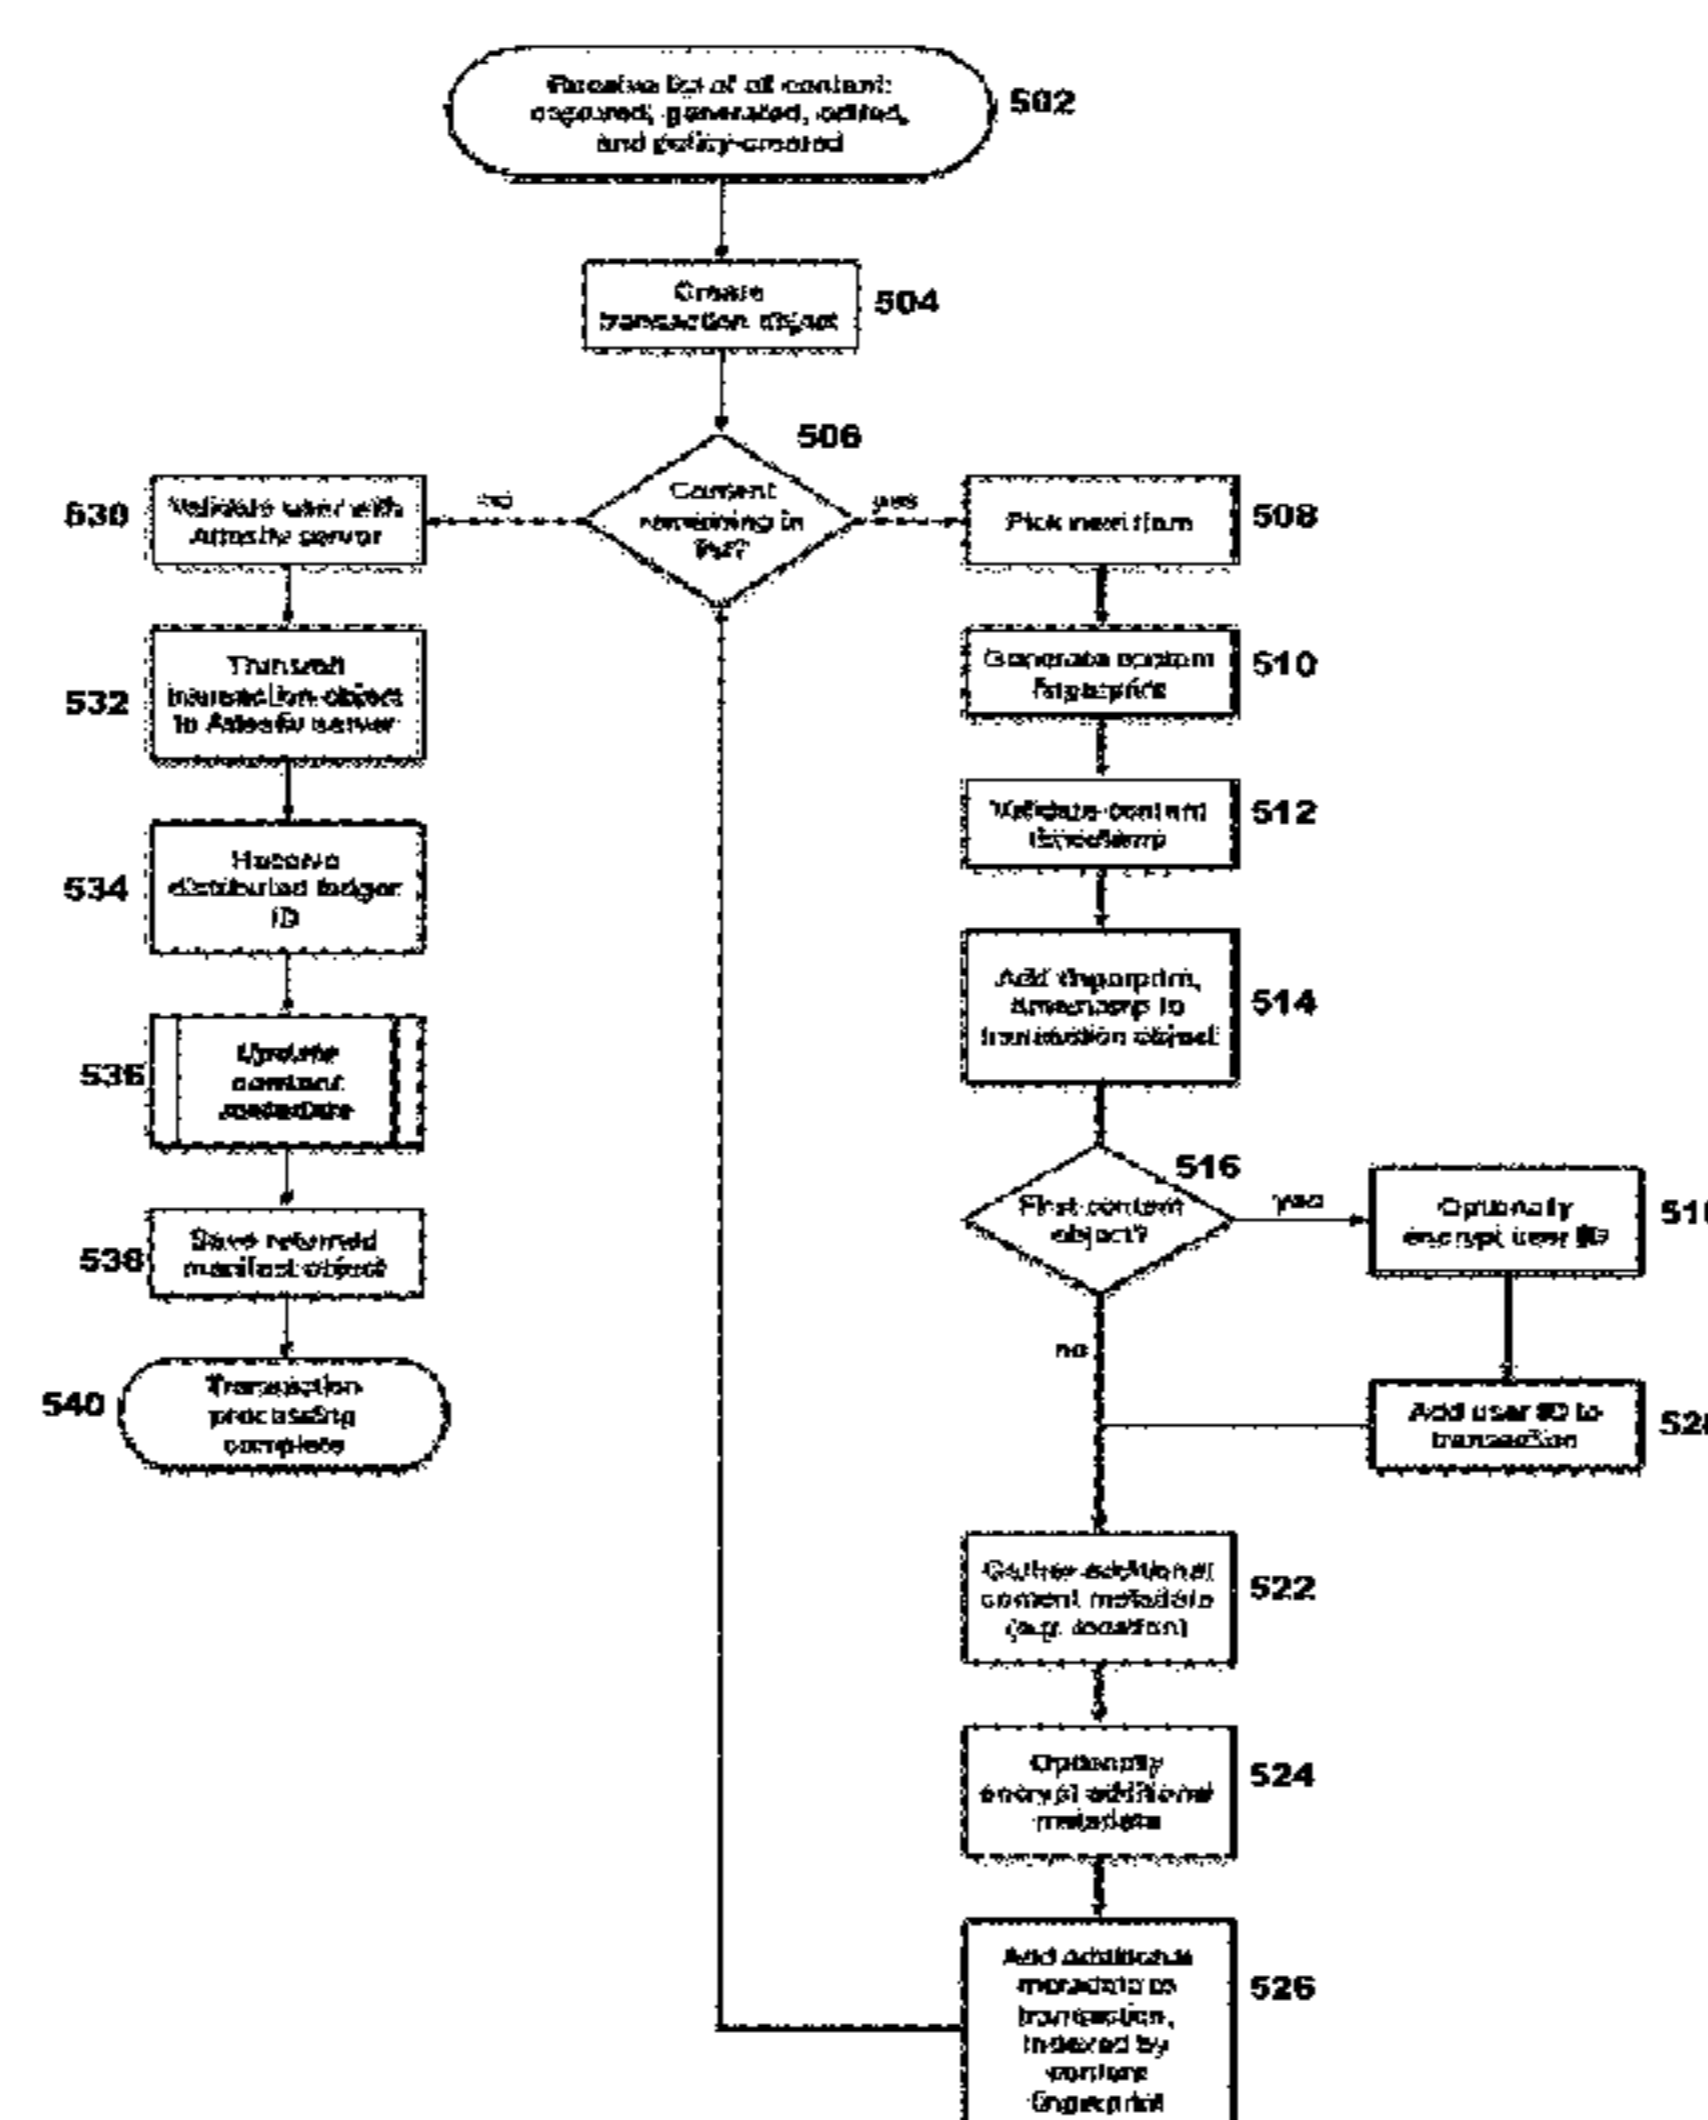 Receive list of all content:
captured, generated, edited,
and policy-created
502
Create
transaction object
504
506
Content
remaining in
list?
no
yes
530
Validate user with
server
Pick next item
508
532
Transmit
transaction object
to server
Generate content
fingerprint
510
534
Receive
distributed ledger
ID
Validate content
timestamp
512
536
Update
content
metadata
Add fingerprint,
timestamp to
transaction object
514
538
Save returned
manifest object
516
First content
object?
yes
no
Optionally
encrypt user ID
540
Transaction
processing
complete
Add user ID to
transaction
Gather additional
content metadata
(e.g. location)
522
Optionally
encrypt additional
metadata
524
Add additional
metadata to
transaction,
indexed by
content
fingerprint
526